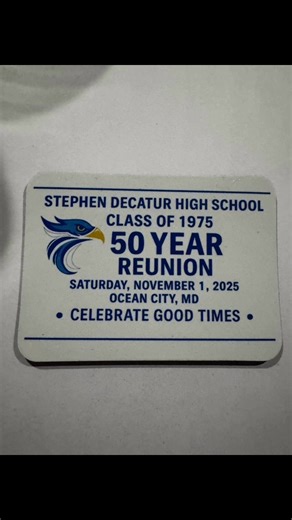 STEPHEN DECATUR HIGH SCHOOL
CLASS OF 1975
50 YEAR
REUNION
SATURDAY, NOVEMBER 1, 2025
OCEAN CITY, MD
• CELEBRATE GOOD TIMES •